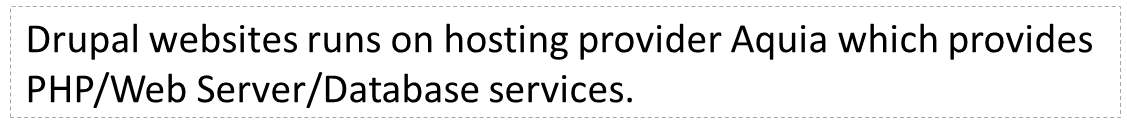 Drupal websites runs on hosting provider Aquia which provides
PHP/Web Server/Database services.